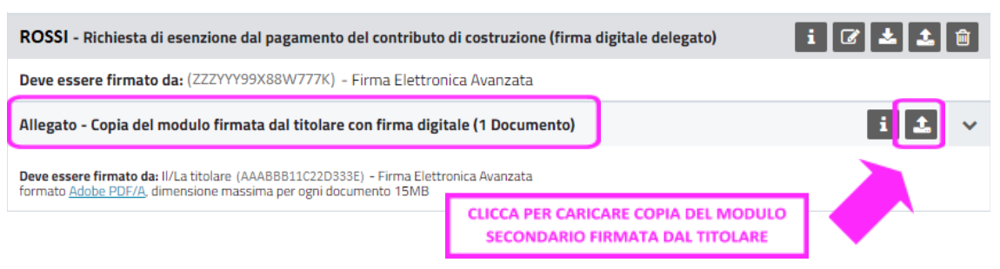 ROSSI - Richiesta di esenzione dal pagamento del contributo di costruzione (firma digitale delegato)
Deve essere firmato da: (ZZZYYY99X88W777K) - Firma Elettronica Avanzata
Allegato - Copia del modulo firmata dal titolare con firma digitale (1 Documento)
Deve essere firmato da: Il/La titolare (AAABBB11C22D333E) - Firma Elettronica Avanzata
formato Adobe PDF/A, dimensione massima per ogni documento 15MB
CLICCA PER CARICARE COPIA DEL MODULO
SECONDARIO FIRMATA DAL TITOLARE